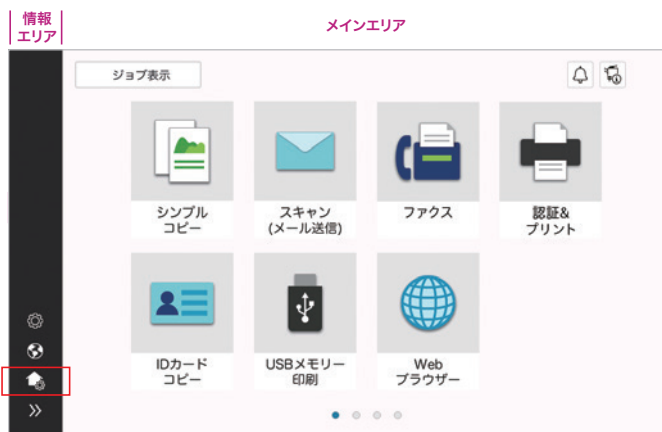 情報
エリア
メインエリア
ジョブ表示
シンプル
コピー
スキャン
(メール送信)
ファクス
認証&
プリント
IDカード
コピー
USBメモリー
印刷
Web
ブラウザー